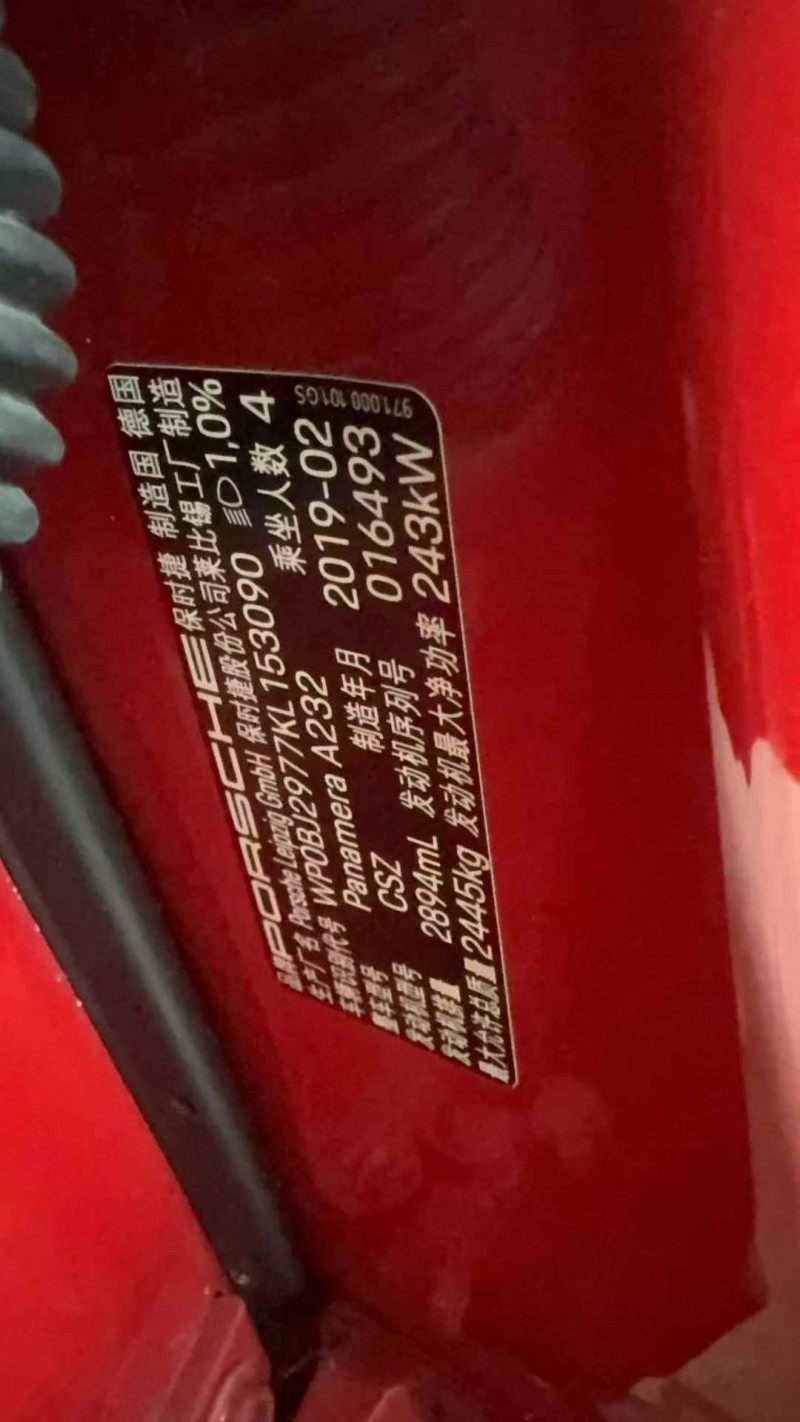 品牌 PORSCHE 保时捷 制造国 德国
生产厂名 Porsche Leipzig GmbH 保时捷股份公司莱比锡工厂 制造
车辆识别代号 WP0BJ2977KL153090 1,0%
整车型号 Panamera A232 乘坐人数 4
发动机型号 CSZ 制造年月 2019-02
发动机排量 2894mL 发动机序列号 016493
最大允许总质量 2445kg 发动机最大净功率 243kW
971.000.101GS